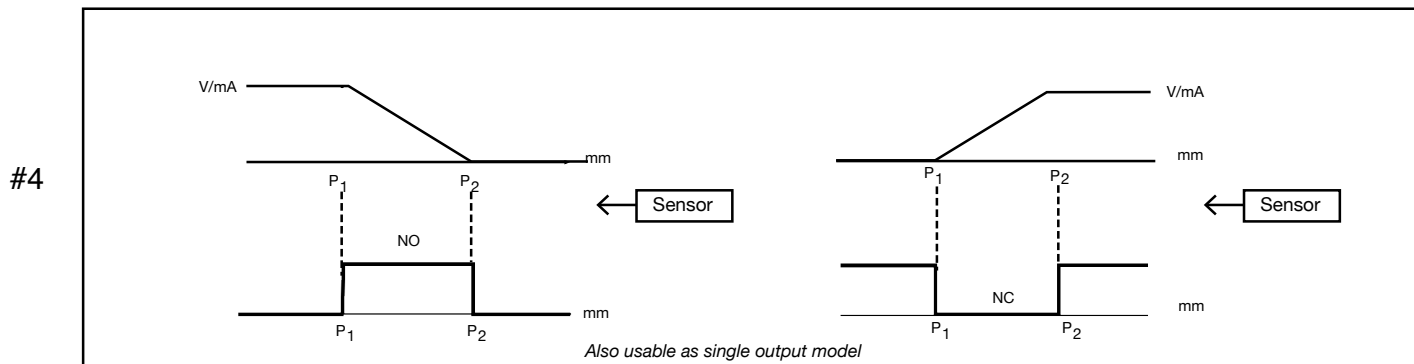 #4
V/mA
mm
P1 P2
Sensor
NO
mm
P1 P2
V/mA
mm
P1 P2
Sensor
NC
mm
P1 P2
Also usable as single output model